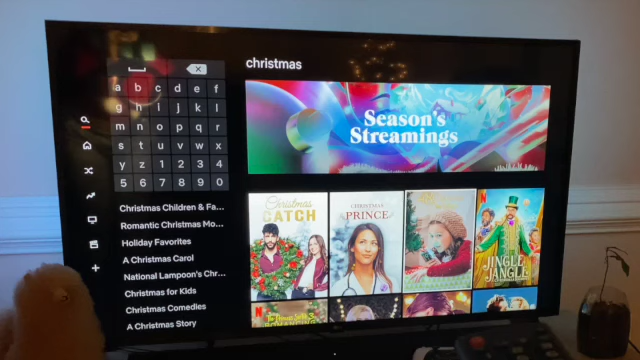 christmas
a b c d e f
g h i j k l
m n o p q r
s t u v w x
y z 1 2 3 4
5 6 7 8 9 0
Christmas Children & Fa...
Romantic Christmas Mo...
Holiday Favorites
A Christmas Carol
National Lampoon's Chr...
Christmas for Kids
Christmas Comedies
A Christmas Story
Season's
Streamings
Christmas
CATCH
CHRISTMAS
PRINCE
N
JINGLE
JANGLE
N